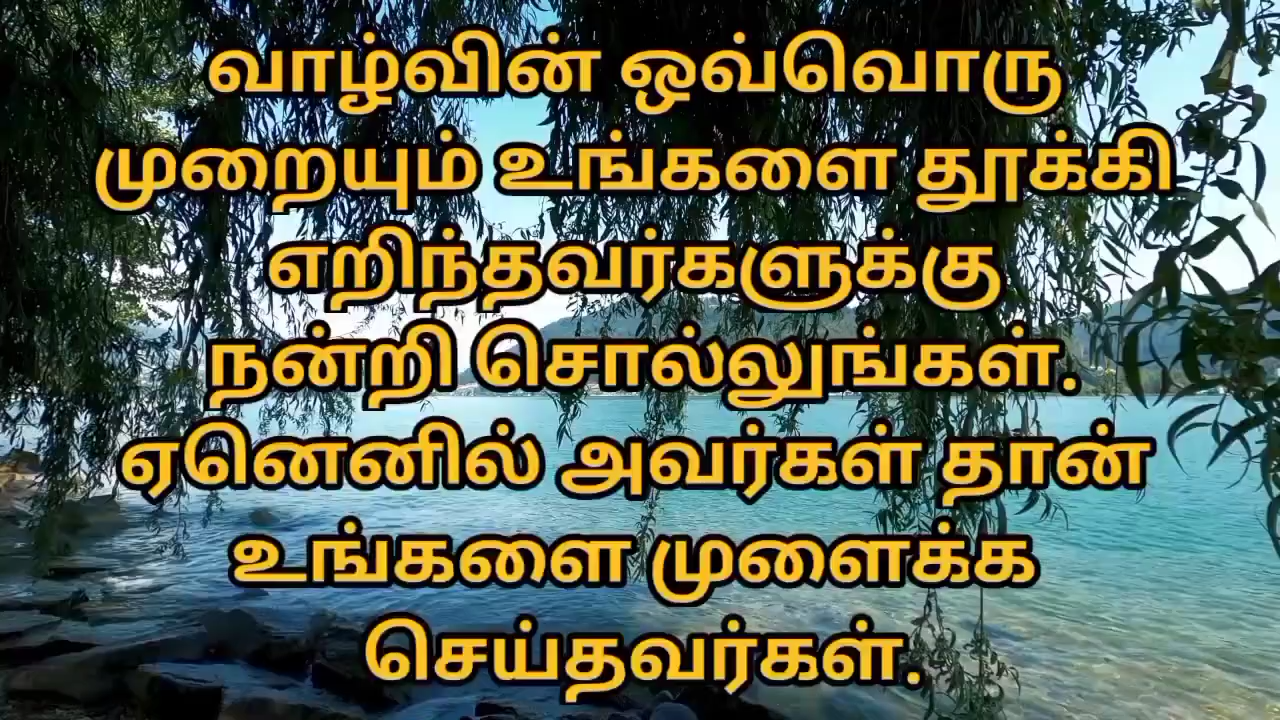 வாழ்வின் ஒவ்வொரு
முறையும் உங்களை தூக்கி
எறிந்தவர்களுக்கு
நன்றி சொல்லுங்கள்.
ஏனெனில் அவர்கள் தான்
உங்களை முளைக்க
செய்தவர்கள்.